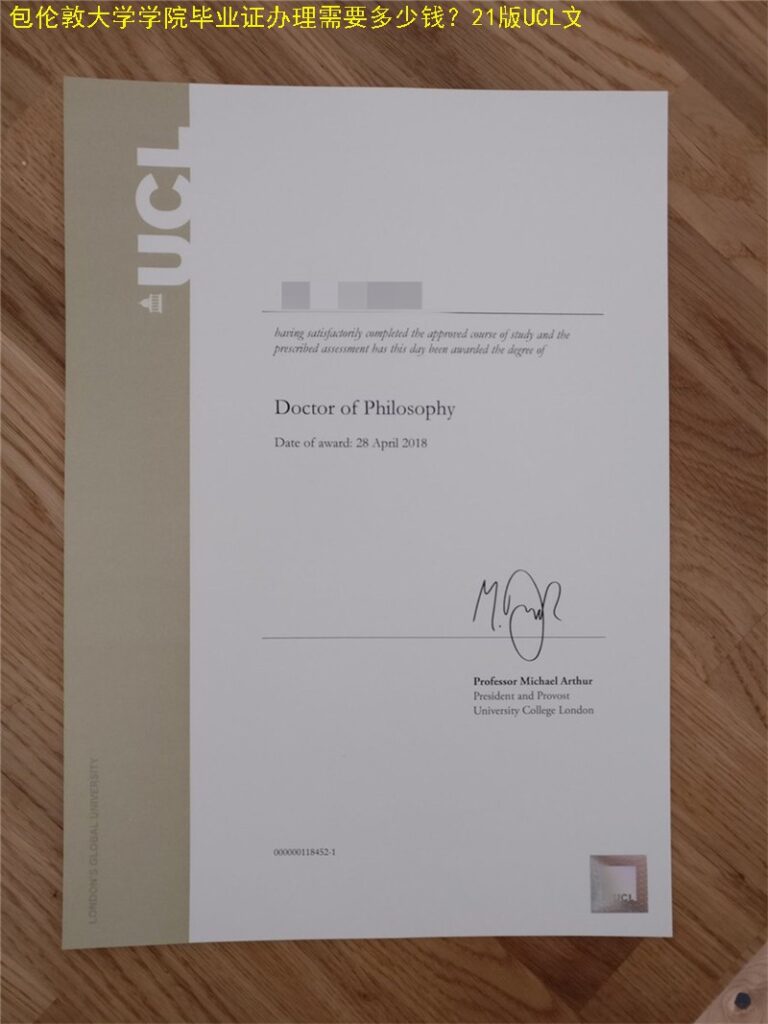 包伦敦大学学院毕业证办理需要多少钱？21版UCL文
UCL
having satisfactorily completed the approved course of study and the
prescribed assessment has this day been awarded the degree of
Doctor of Philosophy
Date of award: 28 April 2018
Professor Michael Arthur
President and Provost
University College London
LONDON'S GLOBAL UNIVERSITY
000000118452-1
UCL